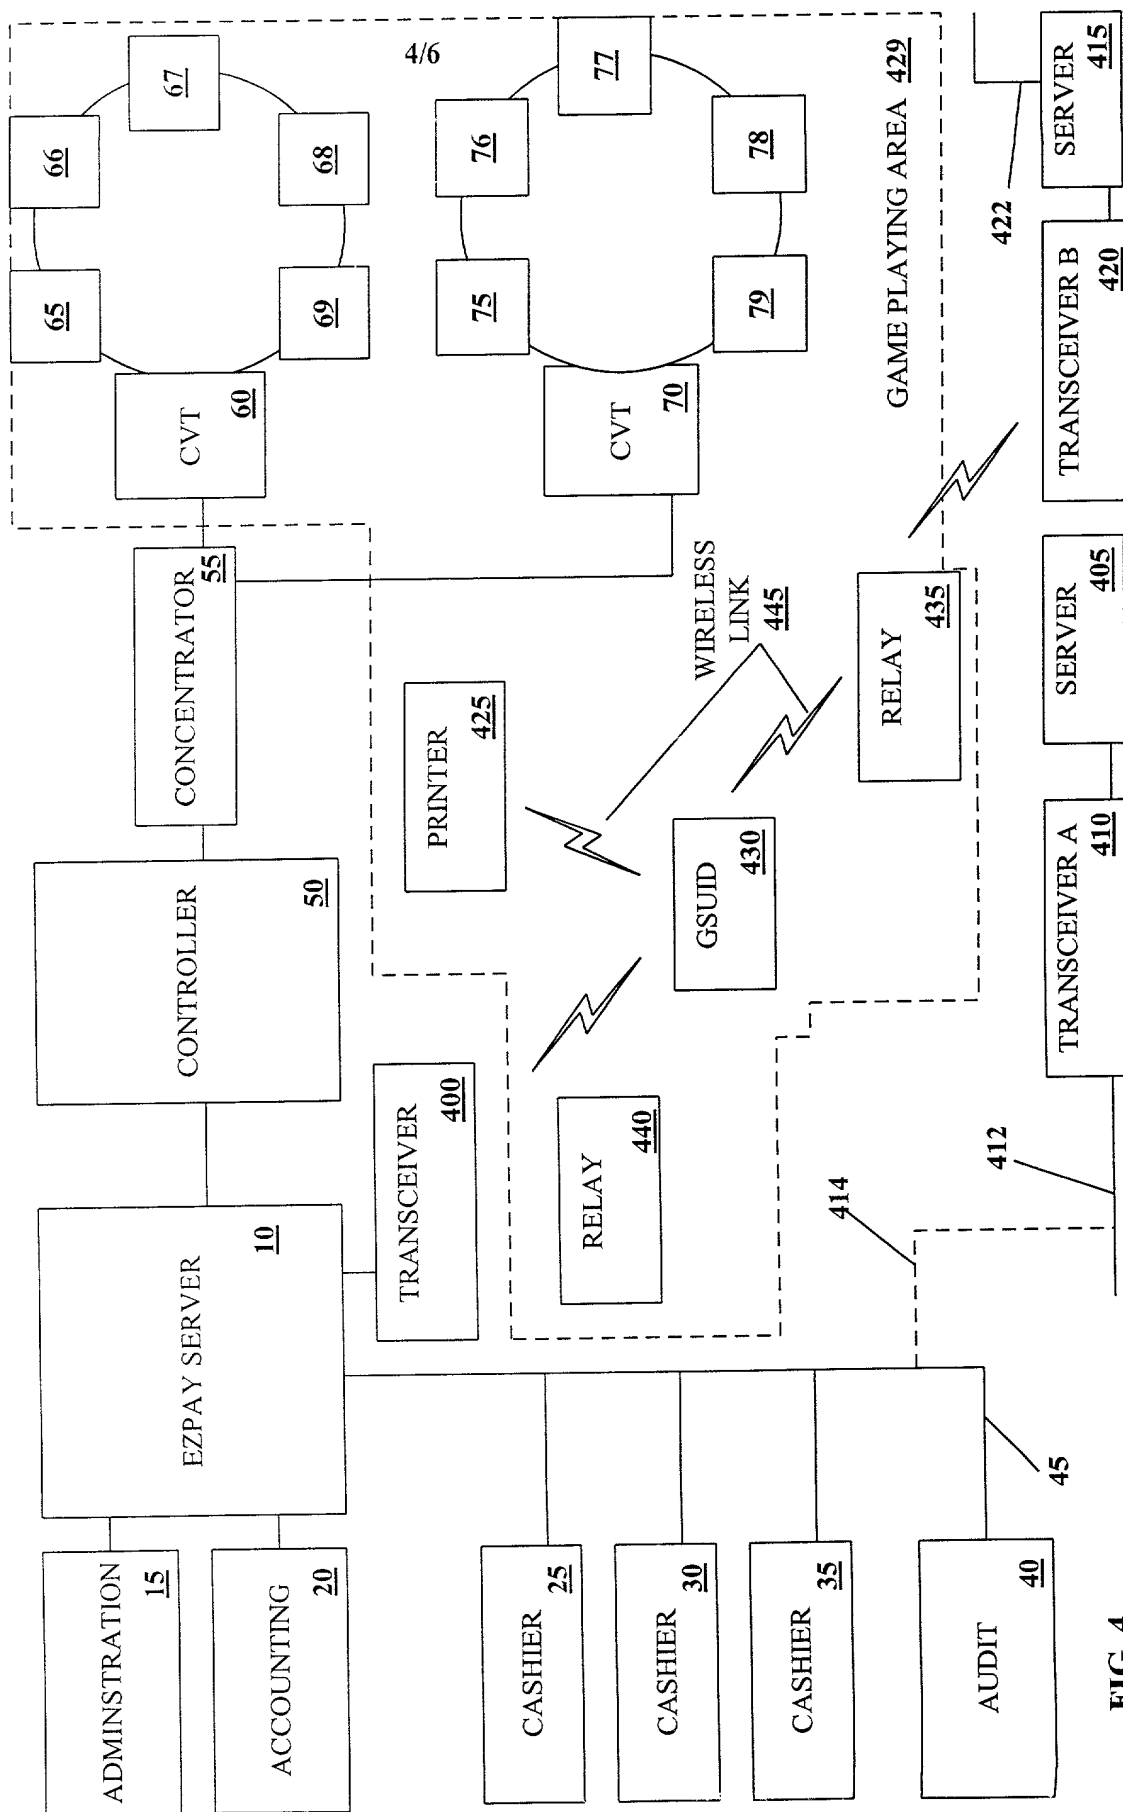 4/6
ADMINSTRATION
15
ACCOUNTING
20
EZPAY SERVER
10
CONTROLLER
50
CONCENTRATOR
55
CVT
60
65
66
67
68
69
CVT
70
75
76
77
78
79
CASHIER
25
CASHIER
30
CASHIER
35
AUDIT
40
45
TRANSCEIVER
400
RELAY
440
PRINTER
425
GSUID
430
WIRELESS
LINK
445
RELAY
435
GAME PLAYING AREA 429
414
412
TRANSCEIVER A
410
SERVER
405
TRANSCEIVER B
420
SERVER
415
422
FIG. 4